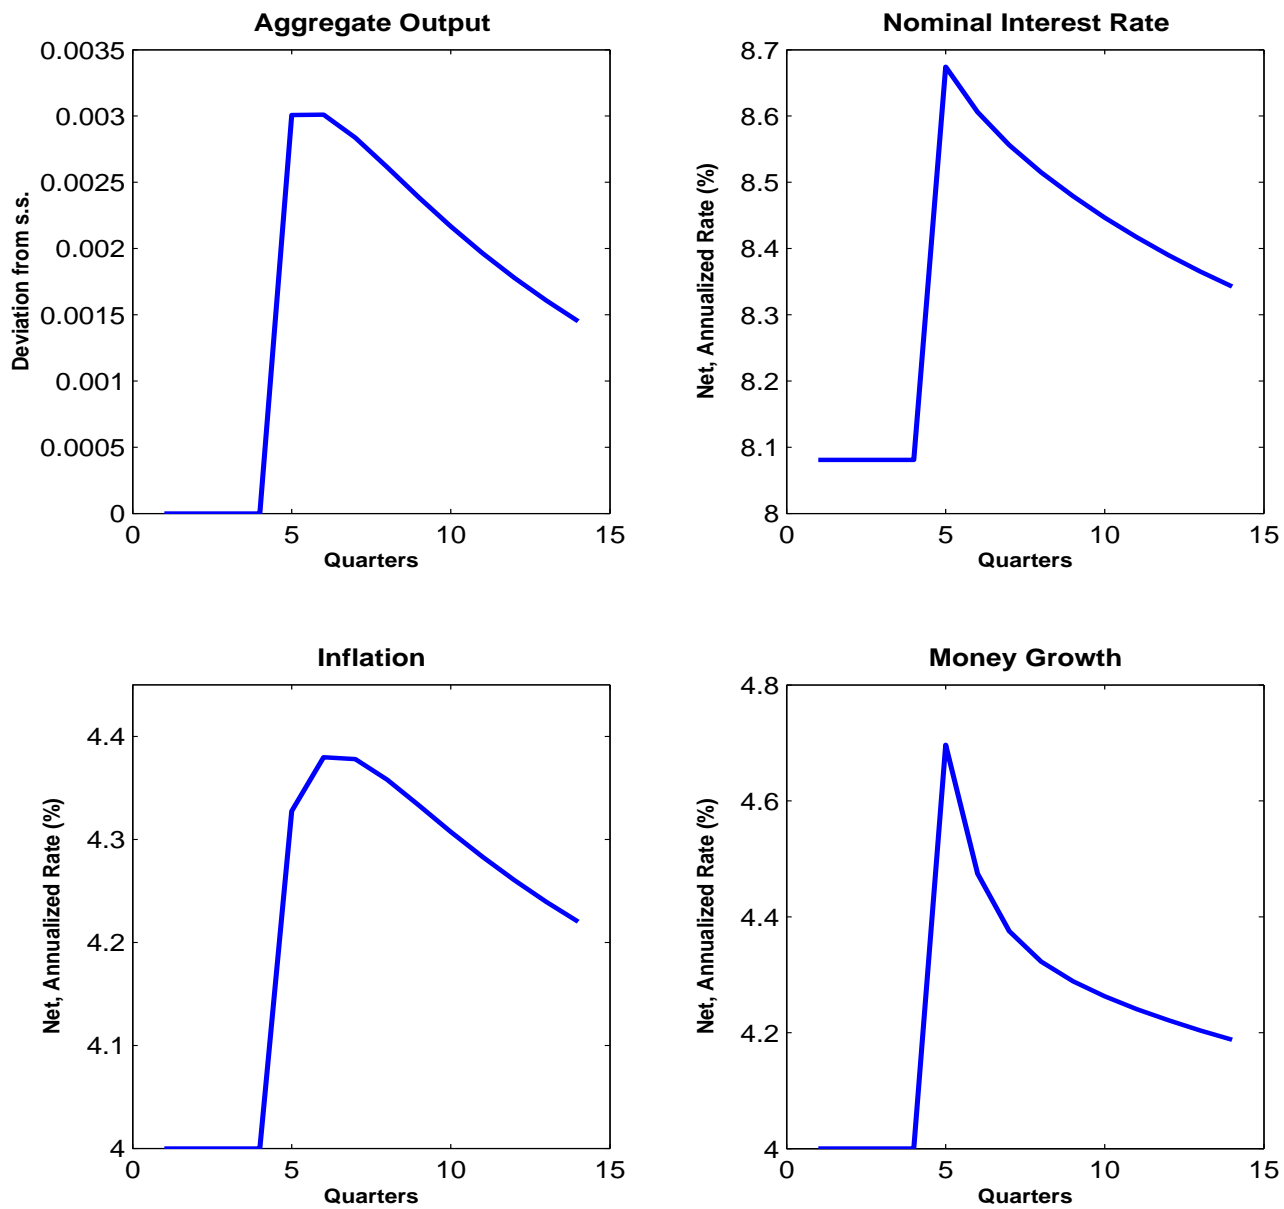 Aggregate Output
0.0035
0.003
0.0025
0.002
0.0015
0.001
0.0005
0
Deviation from s.s.
0 5 10 15
Quarters
Nominal Interest Rate
8.7
8.6
8.5
8.4
8.3
8.2
8.1
8
Net, Annualized Rate (%)
0 5 10 15
Quarters
Inflation
4.4
4.3
4.2
4.1
4
Net, Annualized Rate (%)
0 5 10 15
Quarters
Money Growth
4.8
4.6
4.4
4.2
4
Net, Annualized Rate (%)
0 5 10 15
Quarters